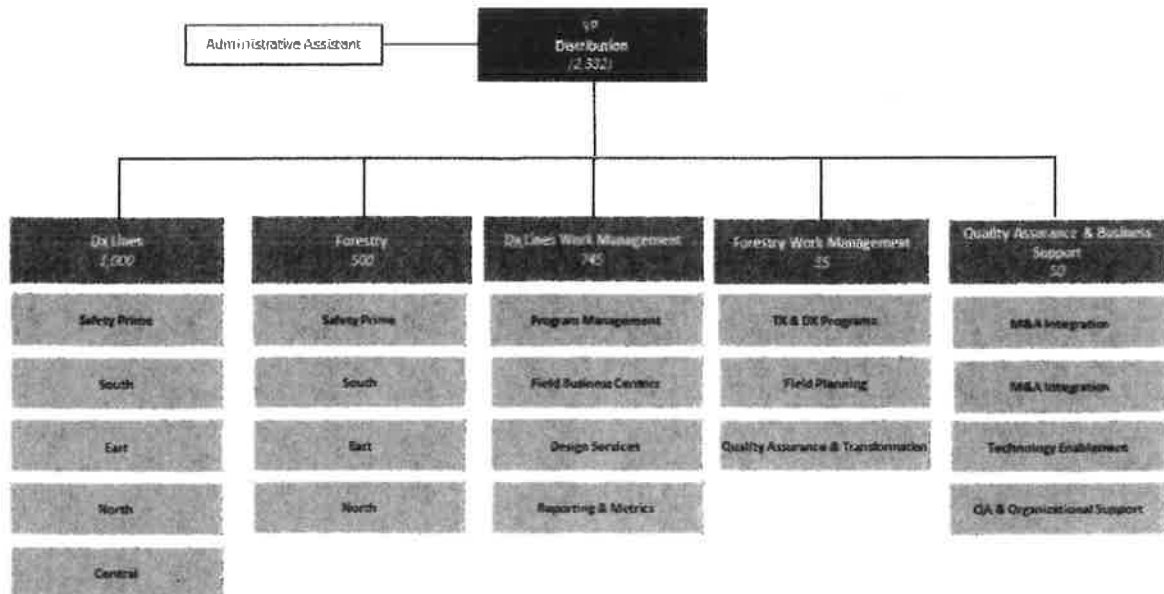 Administrative Assistant
VP
Distribution
(2,332)
Dx Lines
1,000
Forestry
500
Dx Lines Work Management
745
Forestry Work Management
35
Quality Assurance & Business
Support
50
Safety Prime
South
East
North
Central
Safety Prime
South
East
North
Program Management
Field Business Centres
Design Services
Reporting & Metrics
TX & DX Programs
Field Planning
Quality Assurance & Transformation
M&A Integration
M&A Integration
Technology Enablement
QA & Organizational Support